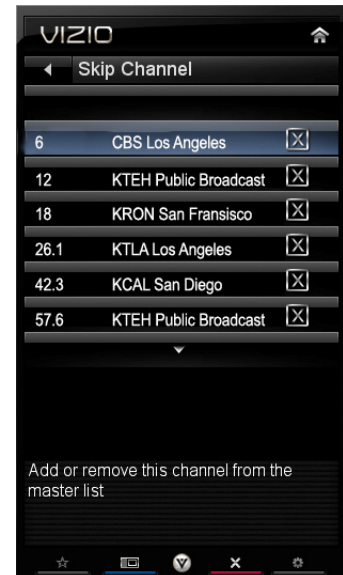 VIZIO
Skip Channel
6 CBS Los Angeles X
12 KTEH Public Broadcast X
18 KRON San Fransisco X
26.1 KTLA Los Angeles X
42.3 KCAL San Diego X
57.6 KTEH Public Broadcast X
Add or remove this channel from the
master list